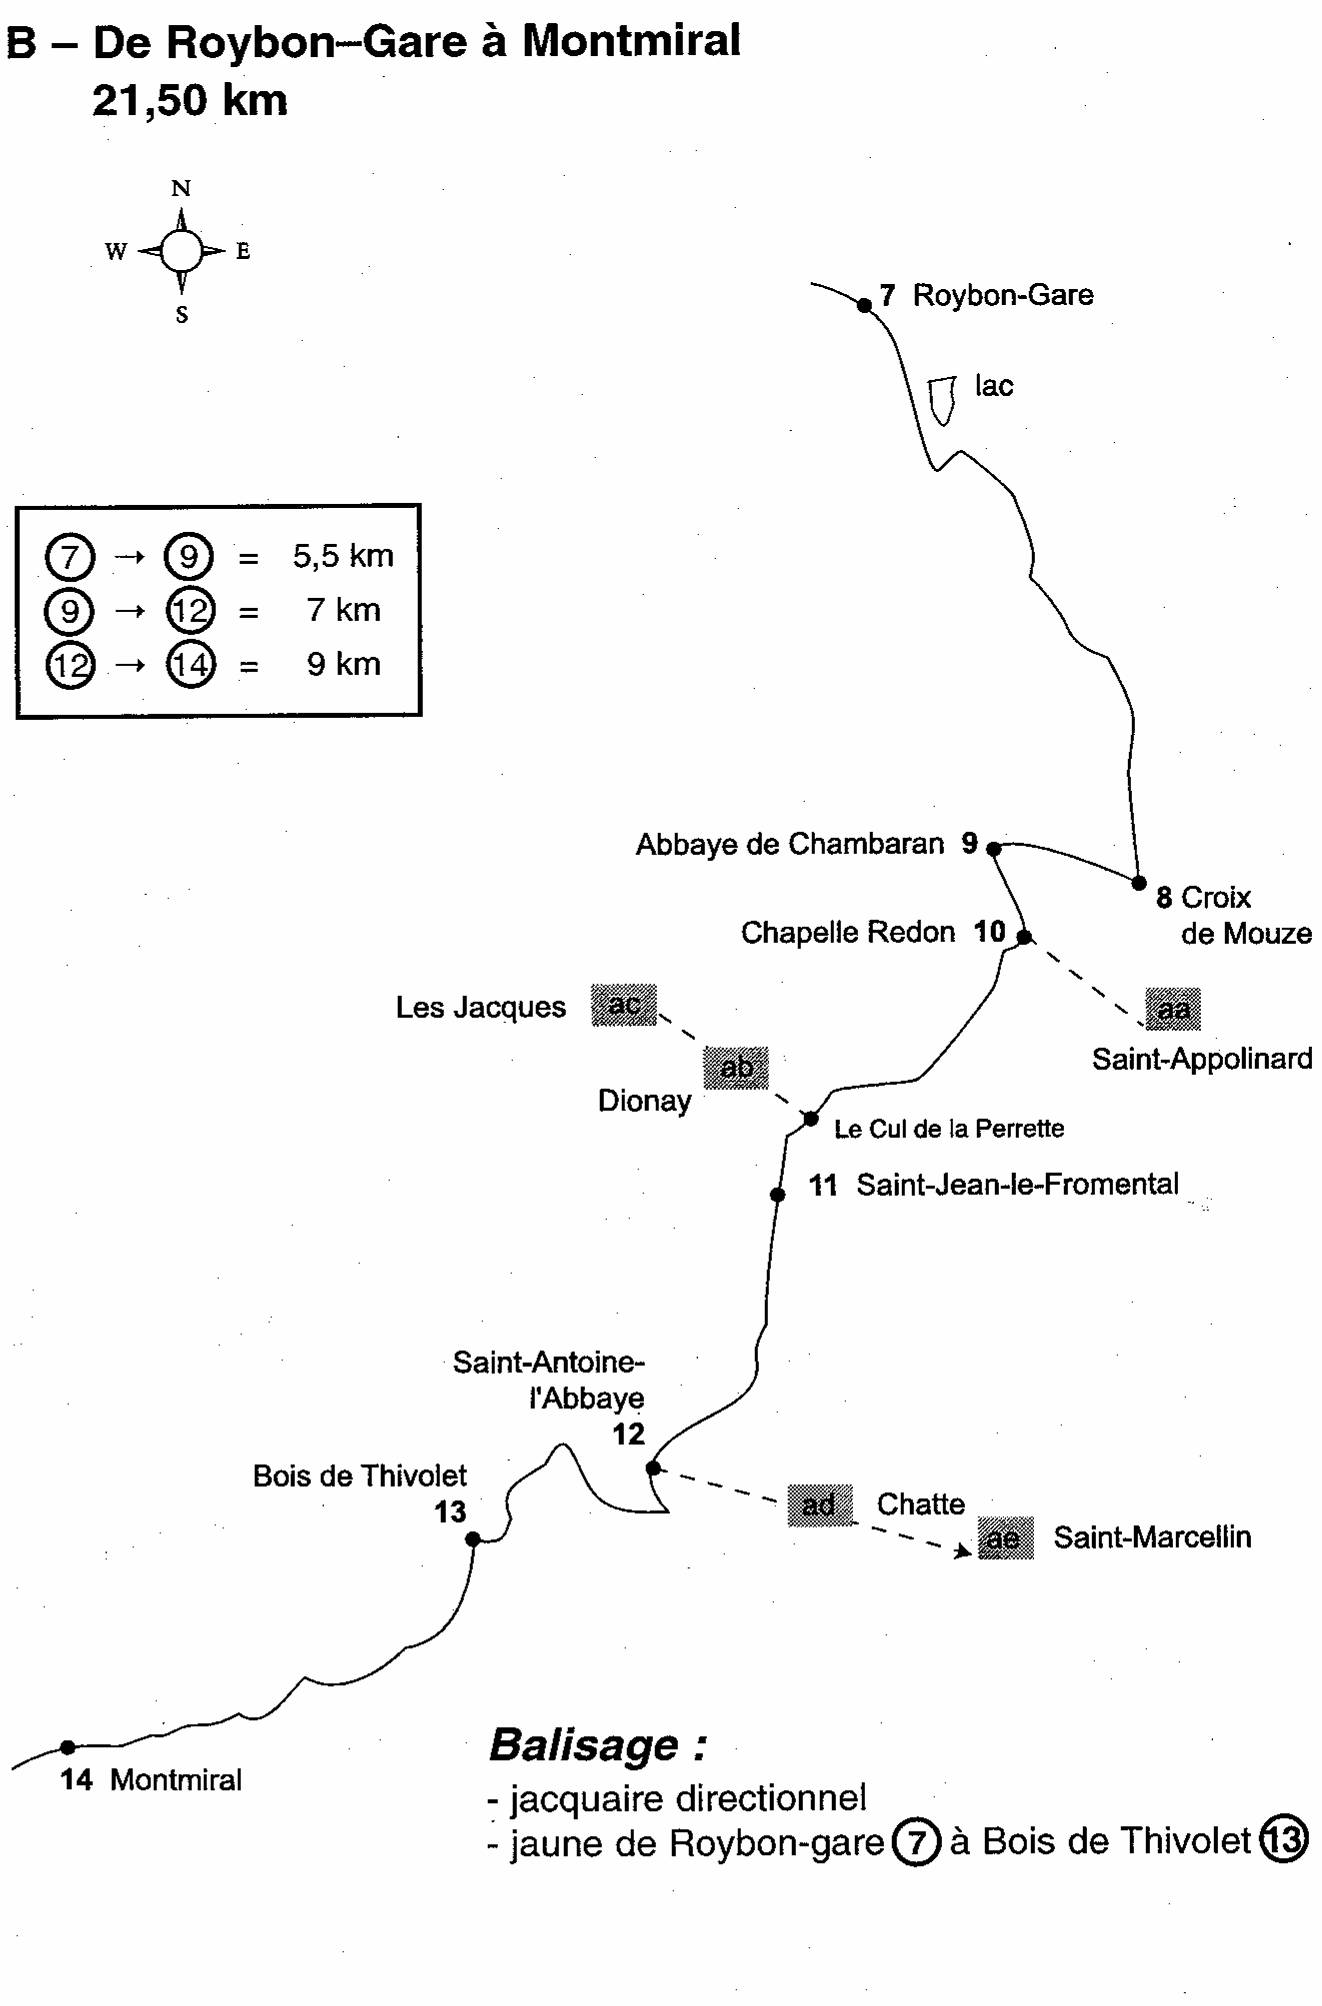 B – De Roybon–Gare à Montmiral
21,50 km
N
W E
S
7 Roybon-Gare
lac
7 → 9 = 5,5 km
9 → 12 = 7 km
12 → 14 = 9 km
Abbaye de Chambaran 9
8 Croix
de Mouze
Chapelle Redon 10
Les Jacques ac
aa
Saint-Appolinard
ab
Dionay
Le Cul de la Perrette
11 Saint-Jean-le-Fromental
Saint-Antoine-
l'Abbaye
12
Bois de Thivolet
13
ad Chatte
ae Saint-Marcellin
14 Montmiral
Balisage :
- jacquaire directionnel
- jaune de Roybon-gare 7 à Bois de Thivolet 13